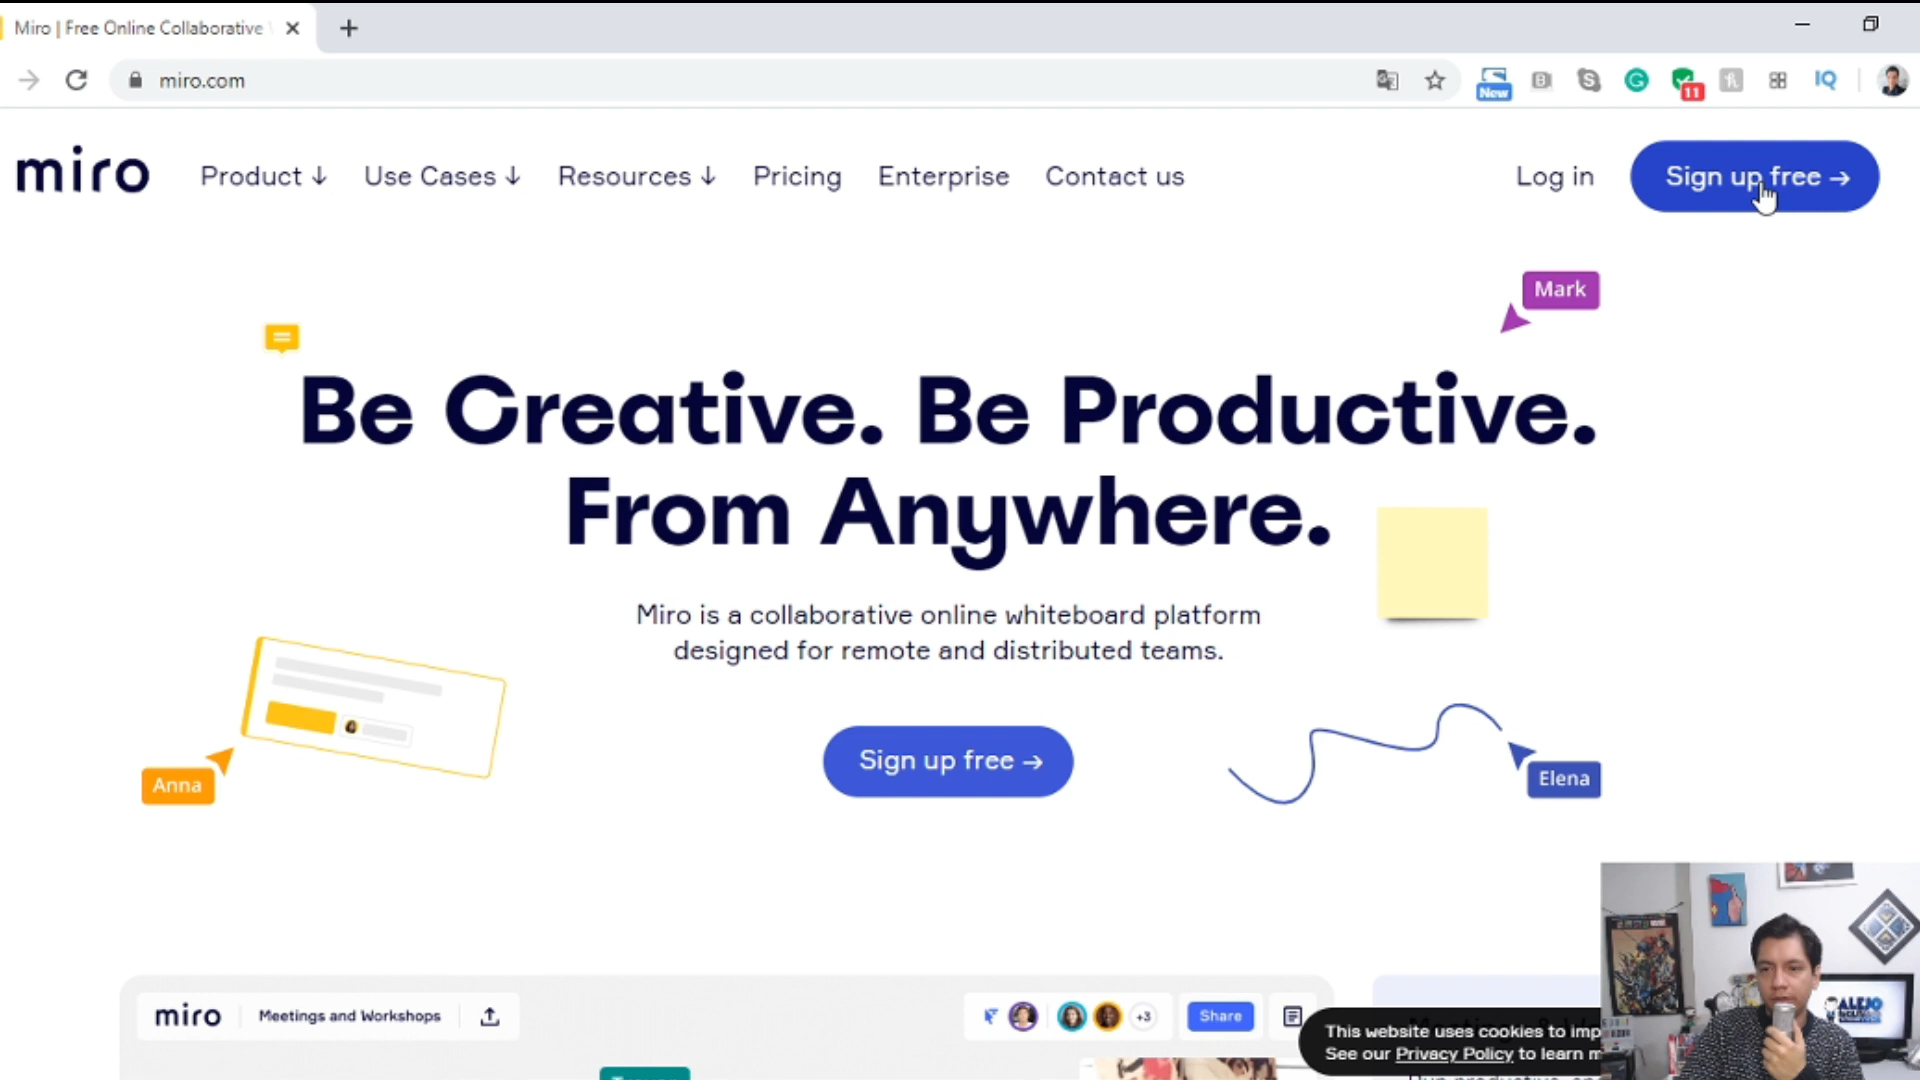 Miro | Free Online Collaborative
miro.com
New
11
IQ
miro
Product ↓
Use Cases ↓
Resources ↓
Pricing
Enterprise
Contact us
Log in
Sign up free →
Mark
Be Creative. Be Productive.
From Anywhere.
Miro is a collaborative online whiteboard platform
designed for remote and distributed teams.
Sign up free →
Anna
Elena
miro
Meetings and Workshops
+3
Share
This website uses cookies to imp
See our Privacy Policy to learn m
ALEJO